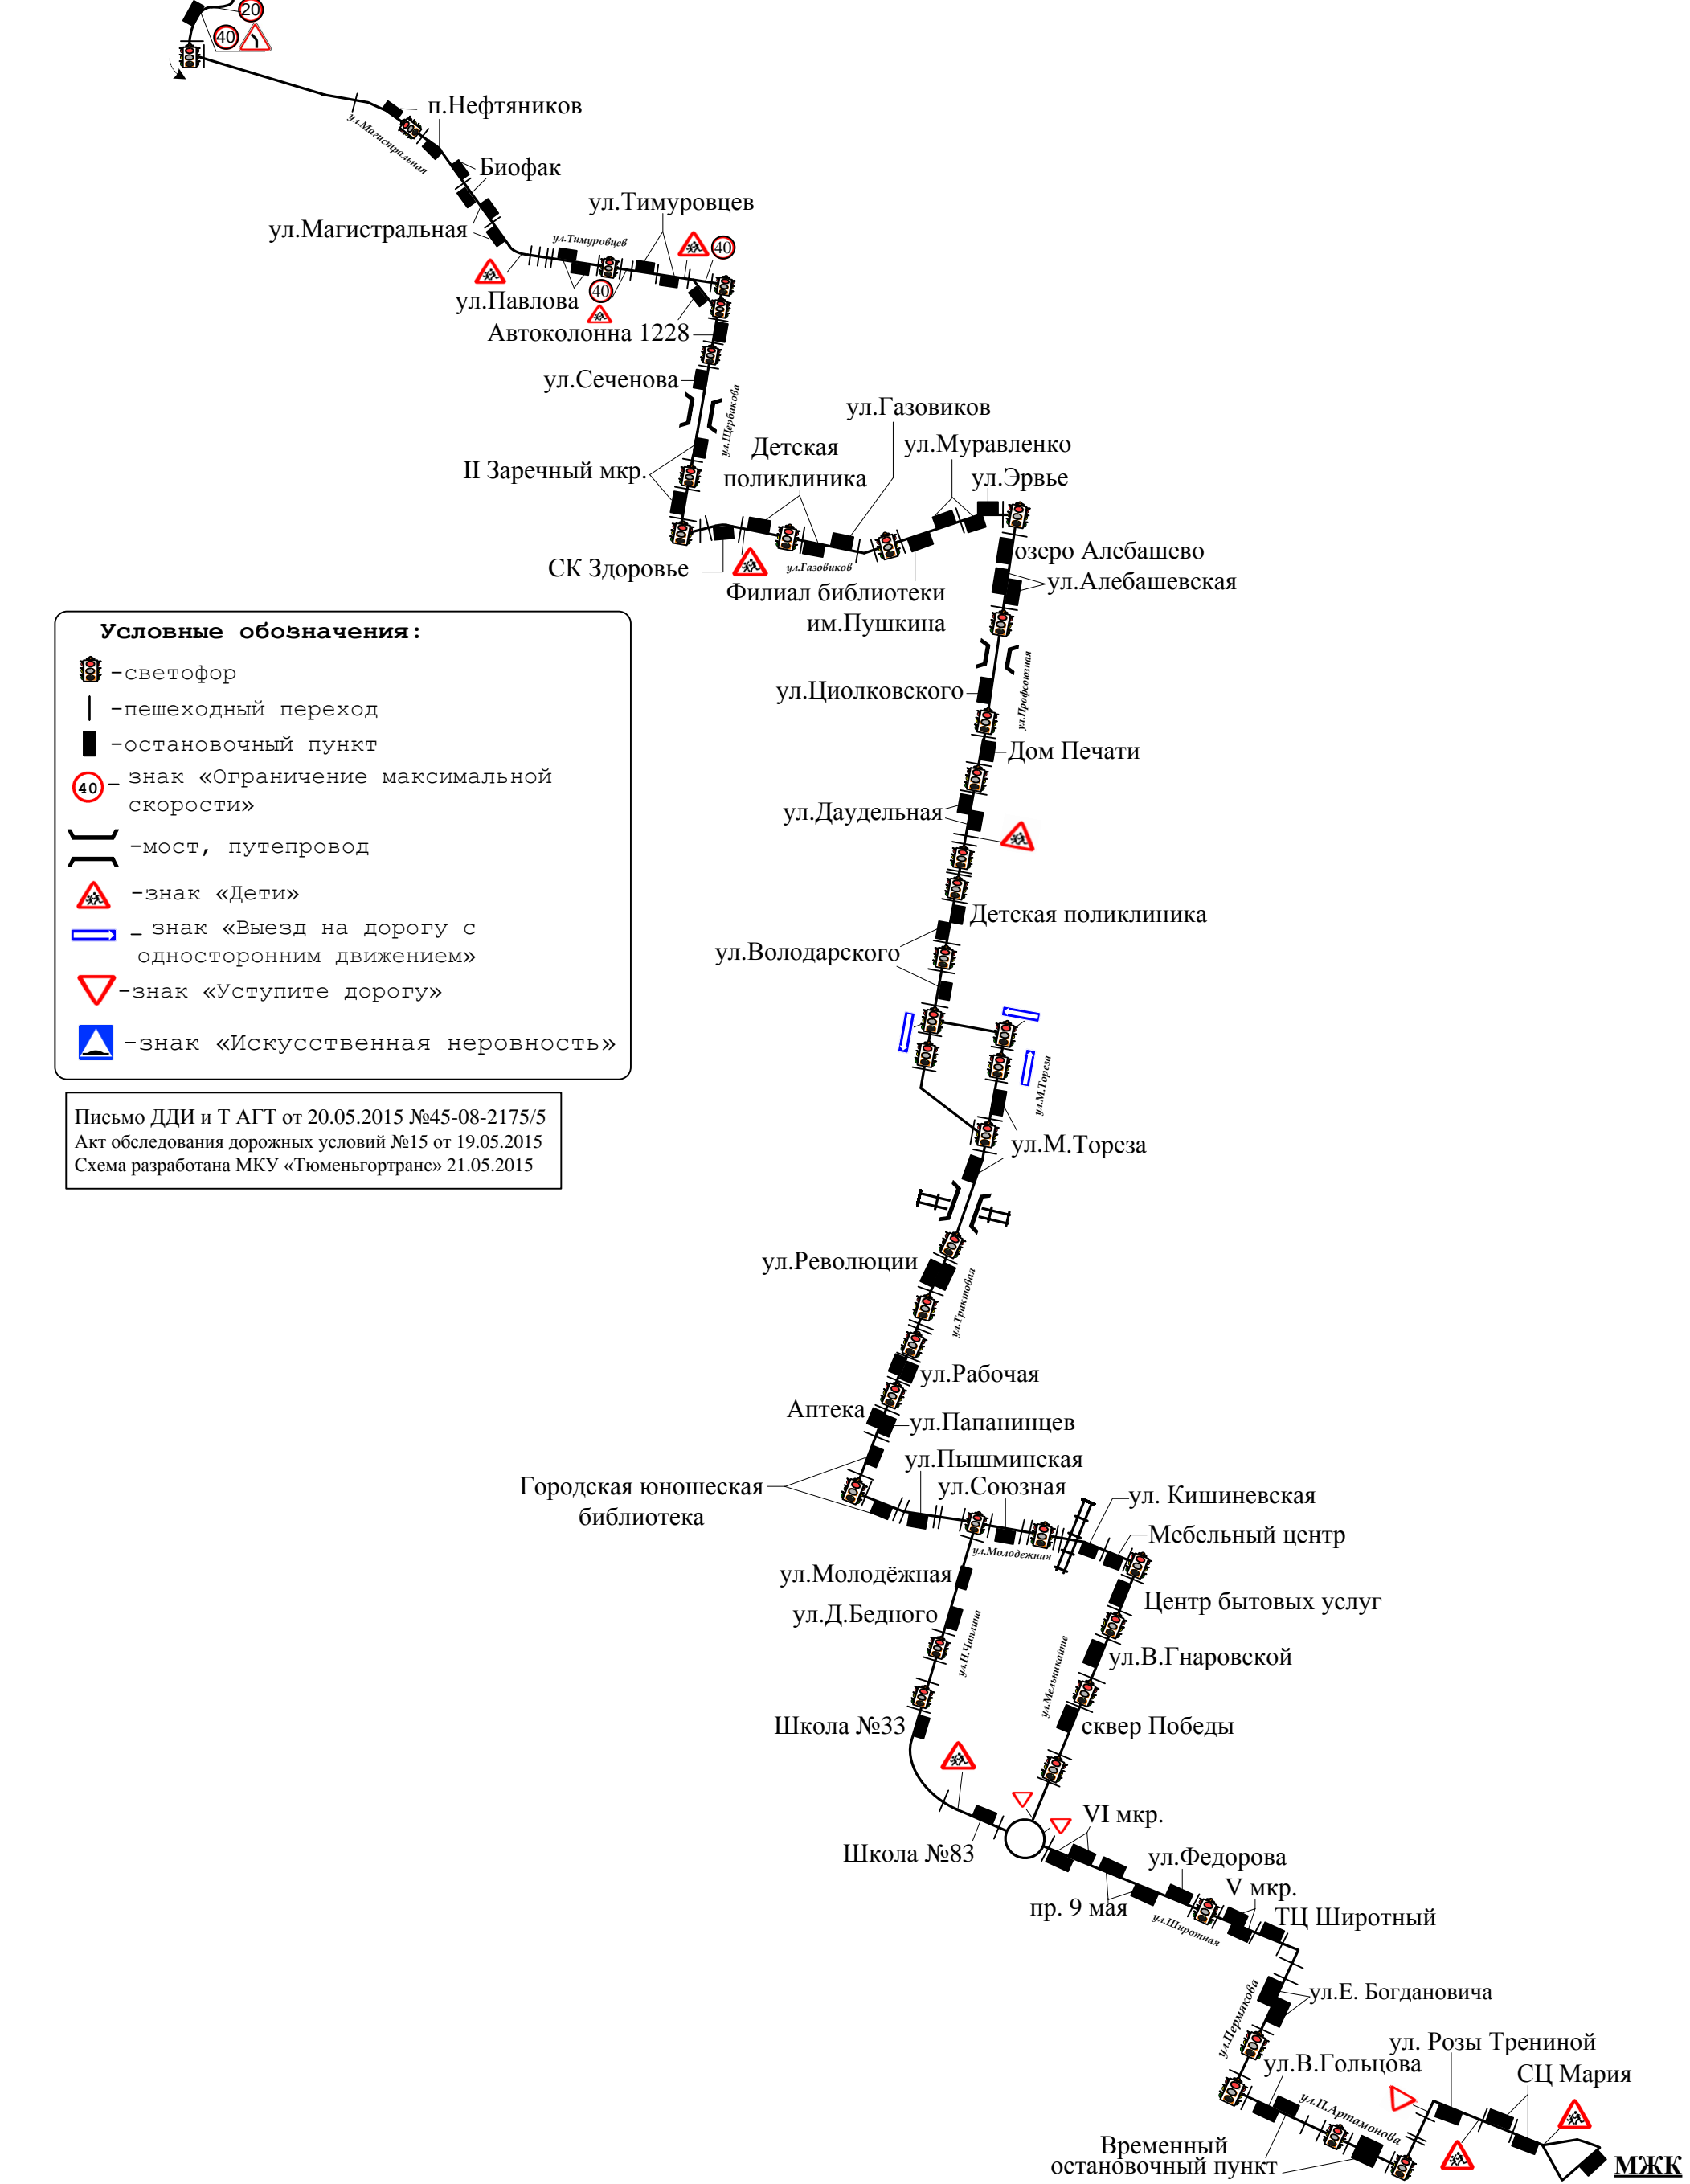 20
40
п.Нефтяников
ул.Магистральная
Биофак
ул.Тимуровцев
ул.Магистральная
ул.Тимуровцев
40
ул.Павлова
40
Автоколонна 1228
ул.Сеченова
ул.Щербакова
ул.Газовиков
Детская
поликлиника
ул.Муравленко
II Заречный мкр.
ул.Эрвье
озеро Алебашево
СК Здоровье
ул.Газовиков
ул.Алебашевская
Филиал библиотеки
им.Пушкина
Условные обозначения:
-светофор
-пешеходный переход
-остановочный пункт
40
- знак «Ограничение максимальной
скорости»
-мост, путепровод
-знак «Дети»
- знак «Выезд на дорогу с
односторонним движением»
-знак «Уступите дорогу»
-знак «Искусственная неровность»
Письмо ДДИ и Т АГТ от 20.05.2015 №45-08-2175/5
Акт обследования дорожных условий №15 от 19.05.2015
Схема разработана МКУ «Тюменьгортранс» 21.05.2015
ул.Циолковского
ул.Профсоюзная
Дом Печати
ул.Даудельная
Детская поликлиника
ул.Володарского
ул.М.Тореза
ул.М.Тореза
ул.Революции
ул.Трактовая
ул.Рабочая
Аптека
ул.Папанинцев
ул.Пышминская
Городская юношеская
библиотека
ул.Союзная
ул. Кишиневская
Мебельный центр
ул.Молодежная
ул.Молодёжная
Центр бытовых услуг
ул.Д.Бедного
ул.Н.Чаплина
ул.Мельникайте
ул.В.Гнаровской
Школа №33
сквер Победы
VI мкр.
Школа №83
ул.Федорова
V мкр.
пр. 9 мая
ул.Широтная
ТЦ Широтный
ул.Пермякова
ул.Е. Богдановича
ул. Розы Трениной
ул.В.Гольцова
СЦ Мария
ул.П.Артамонова
Временный
остановочный пункт
МЖК